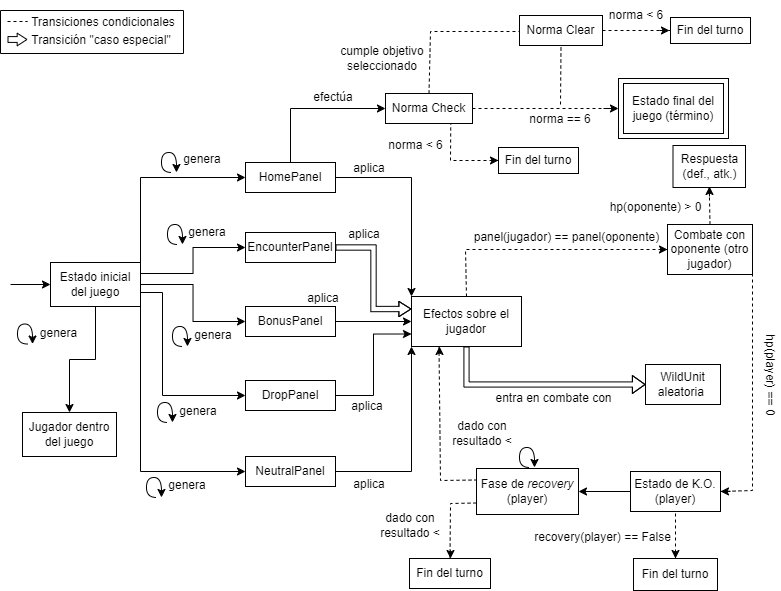 Transiciones condicionales
Transición "caso especial"
norma < 6
Norma Clear
Fin del turno
cumple objetivo
seleccionado
efectúa
Norma Check
Estado final del
juego (término)
norma == 6
norma < 6
Fin del turno
Respuesta
(def., atk.)
genera
HomePanel
aplica
hp(oponente) > 0
genera
EncounterPanel
aplica
panel(jugador) == panel(oponente)
Combate con
oponente (otro
jugador)
Estado inicial
del juego
aplica
genera
BonusPanel
genera
Efectos sobre el
jugador
hp(player) == 0
WildUnit
aleatoria
entra en combate con
DropPanel
aplica
genera
Jugador dentro
del juego
dado con
resultado <
NeutralPanel
genera
aplica
Fase de recovery
(player)
Estado de K.O.
(player)
dado con
resultado <
recovery(player) == False
Fin del turno
Fin del turno